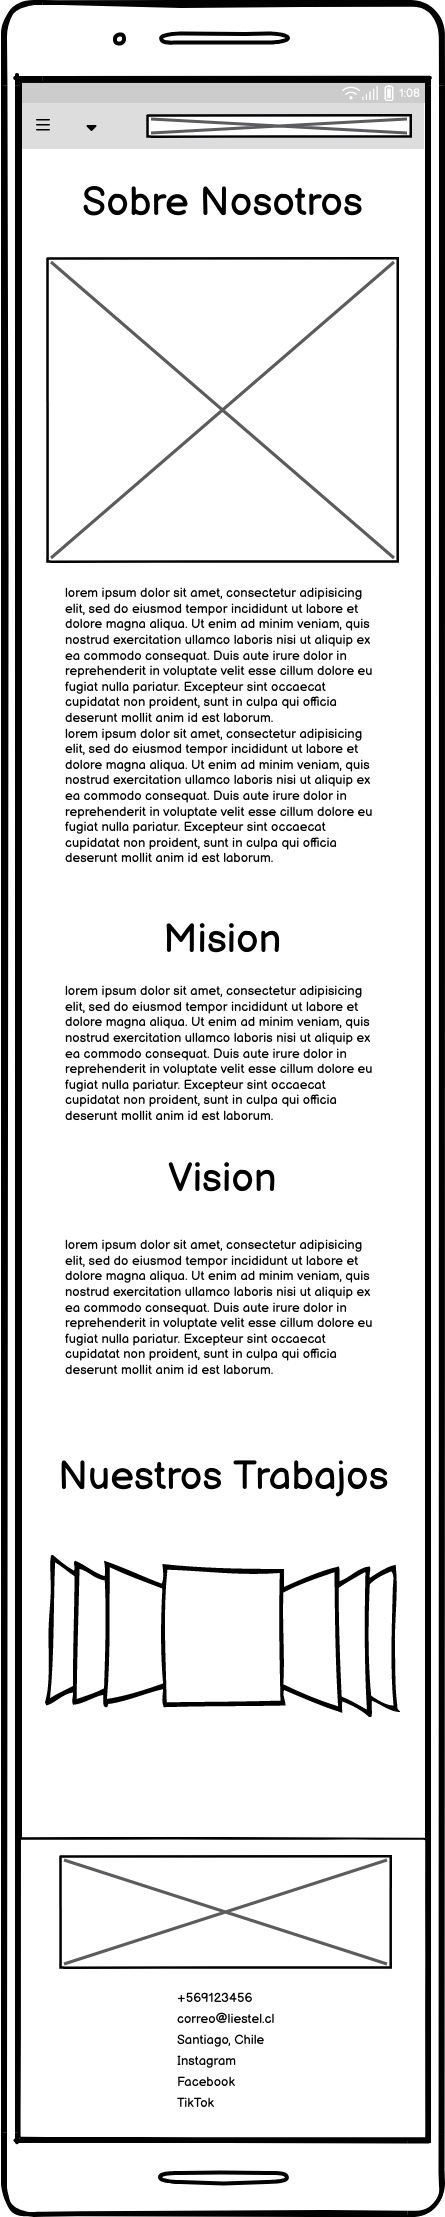 1:08
Sobre Nosotros
lorem ipsum dolor sit amet, consectetur adipisicing
elit, sed do eiusmod tempor incididunt ut labore et
dolore magna aliqua. Ut enim ad minim veniam, quis
nostrud exercitation ullamco laboris nisi ut aliquip ex
ea commodo consequat. Duis aute irure dolor in
reprehenderit in voluptate velit esse cillum dolore eu
fugiat nulla pariatur. Excepteur sint occaecat
cupidatat non proident, sunt in culpa qui officia
deserunt mollit anim id est laborum.
lorem ipsum dolor sit amet, consectetur adipisicing
elit, sed do eiusmod tempor incididunt ut labore et
dolore magna aliqua. Ut enim ad minim veniam, quis
nostrud exercitation ullamco laboris nisi ut aliquip ex
ea commodo consequat. Duis aute irure dolor in
reprehenderit in voluptate velit esse cillum dolore eu
fugiat nulla pariatur. Excepteur sint occaecat
cupidatat non proident, sunt in culpa qui officia
deserunt mollit anim id est laborum.
Mision
lorem ipsum dolor sit amet, consectetur adipisicing
elit, sed do eiusmod tempor incididunt ut labore et
dolore magna aliqua. Ut enim ad minim veniam, quis
nostrud exercitation ullamco laboris nisi ut aliquip ex
ea commodo consequat. Duis aute irure dolor in
reprehenderit in voluptate velit esse cillum dolore eu
fugiat nulla pariatur. Excepteur sint occaecat
cupidatat non proident, sunt in culpa qui officia
deserunt mollit anim id est laborum.
Vision
lorem ipsum dolor sit amet, consectetur adipisicing
elit, sed do eiusmod tempor incididunt ut labore et
dolore magna aliqua. Ut enim ad minim veniam, quis
nostrud exercitation ullamco laboris nisi ut aliquip ex
ea commodo consequat. Duis aute irure dolor in
reprehenderit in voluptate velit esse cillum dolore eu
fugiat nulla pariatur. Excepteur sint occaecat
cupidatat non proident, sunt in culpa qui officia
deserunt mollit anim id est laborum.
Nuestros Trabajos
+569123456
correo@liestel.cl
Santiago, Chile
Instagram
Facebook
TikTok